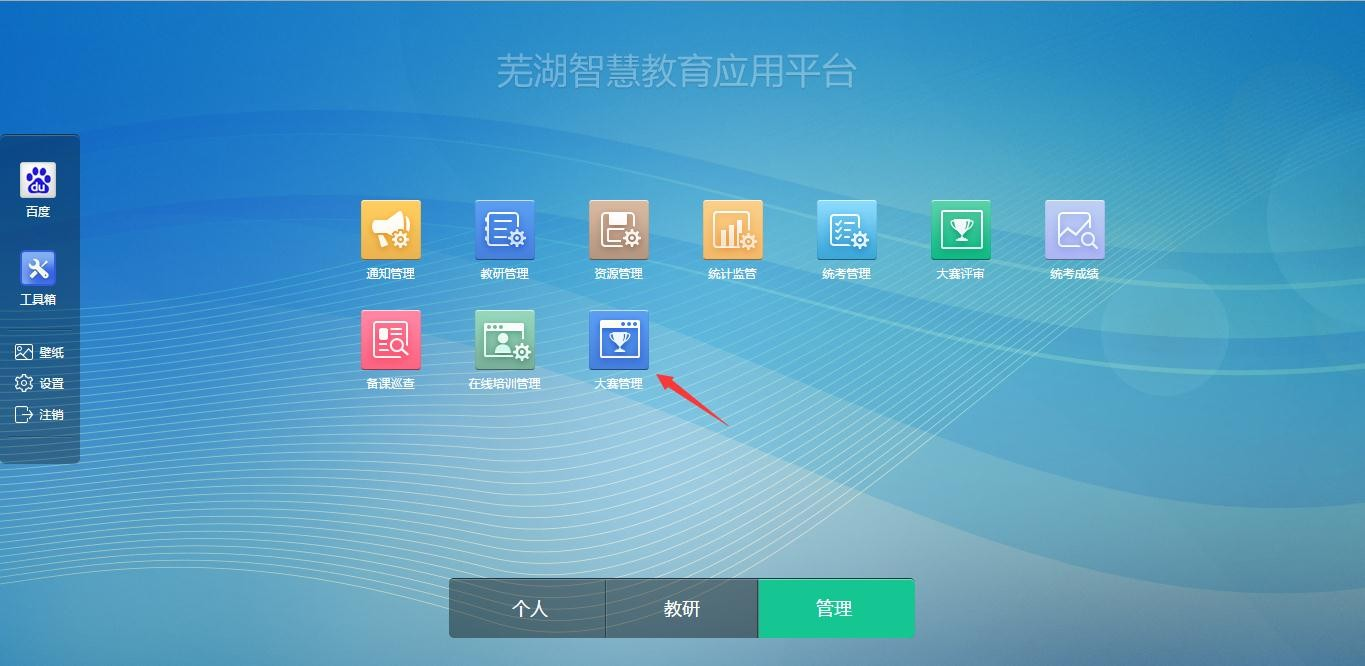 芜湖智慧教育应用平台
du
百度
工具箱
壁纸
设置
注销
通知管理
教研管理
资源管理
统计监管
统考管理
大赛评审
统考成绩
备课巡查
在线培训管理
大赛管理
个人
教研
管理